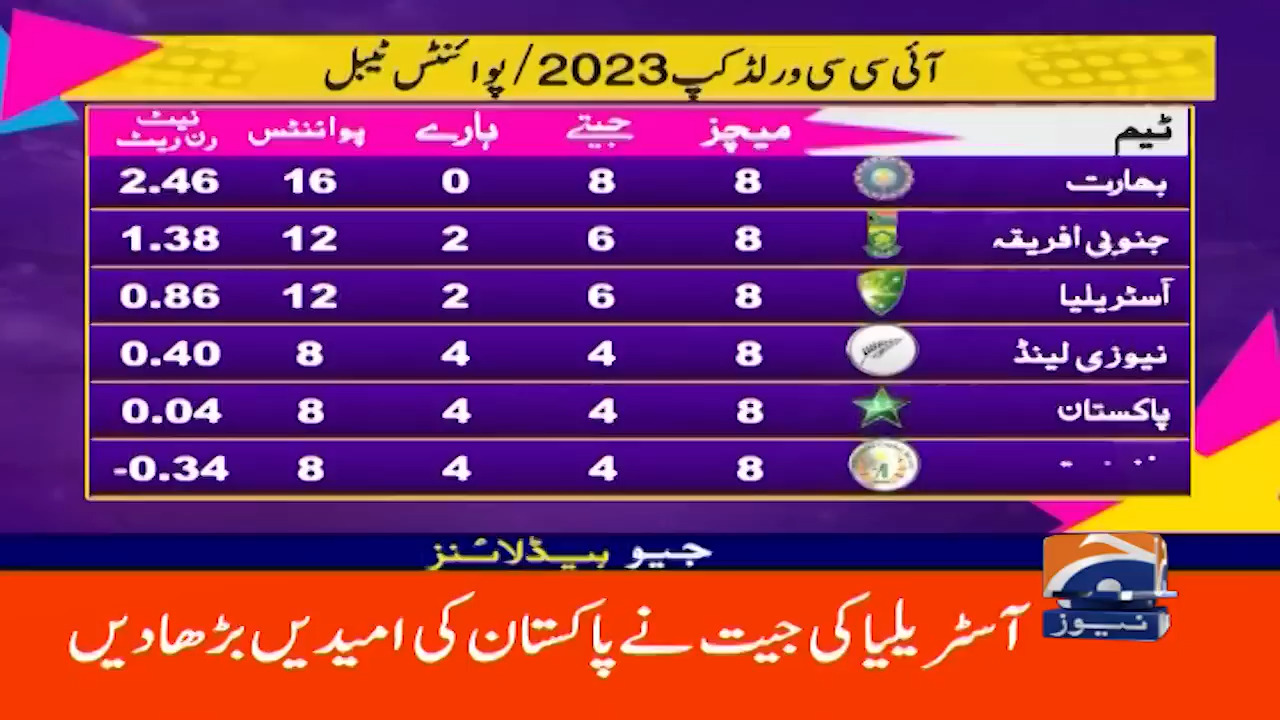 آئی سی سی ورلڈ کپ 2023/پوائنٹس ٹیبل
ٹیم میچز جیتے ہارے پوائنٹس نیٹ رن ریٹ
بھارت 8 8 0 16 2.46
جنوبی افریقہ 8 6 2 12 1.38
آسٹریلیا 8 6 2 12 0.86
نیوزی لینڈ 8 4 4 8 0.40
پاکستان 8 4 4 8 0.04
8 4 4 8 -0.34
جیو ہیڈلائنز
آسٹریلیا کی جیت نے پاکستان کی امیدیں بڑھا دیں
جیو نیوز